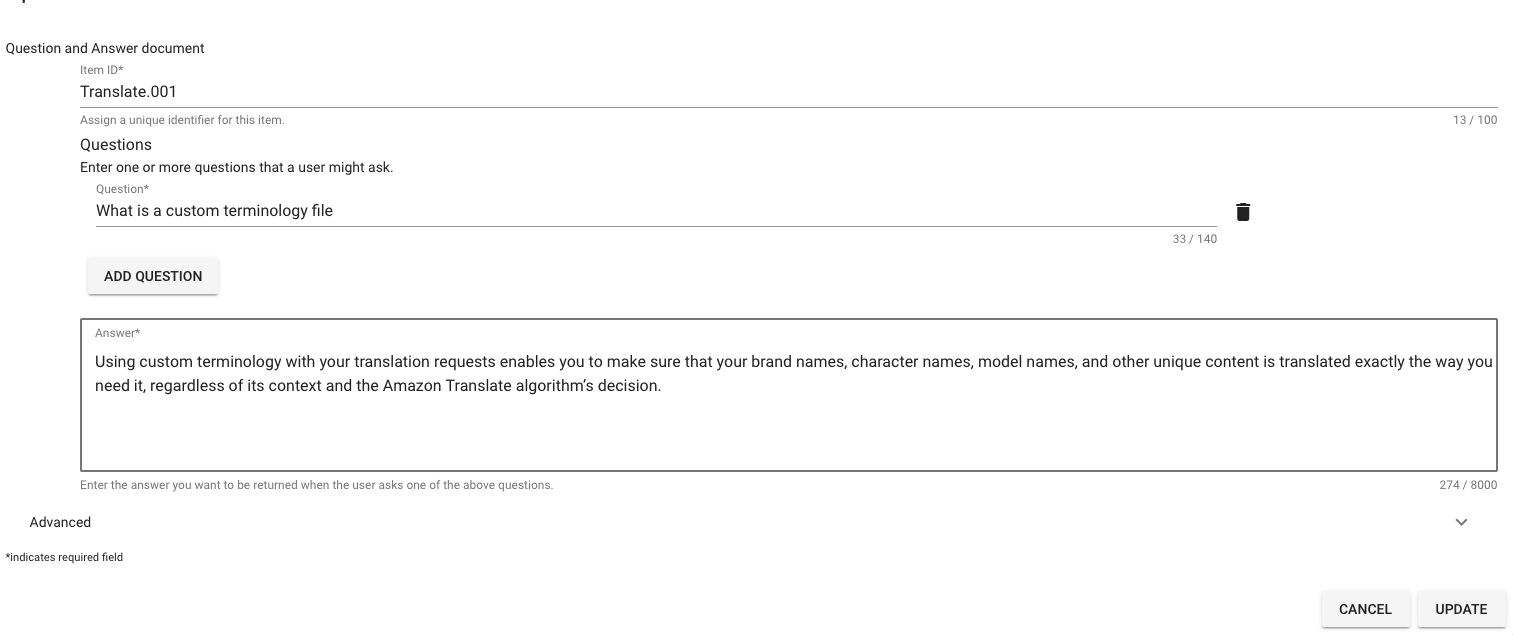 Question and Answer document
Item ID*
Translate.001
Assign a unique identifier for this item.
13 / 100
Questions
Enter one or more questions that a user might ask.
Question*
What is a custom terminology file
33 / 140
ADD QUESTION
Answer*
Using custom terminology with your translation requests enables you to make sure that your brand names, character names, model names, and other unique content is translated exactly the way you
need it, regardless of its context and the Amazon Translate algorithm’s decision.
Enter the answer you want to be returned when the user asks one of the above questions.
274 / 8000
Advanced
*indicates required field
CANCEL
UPDATE